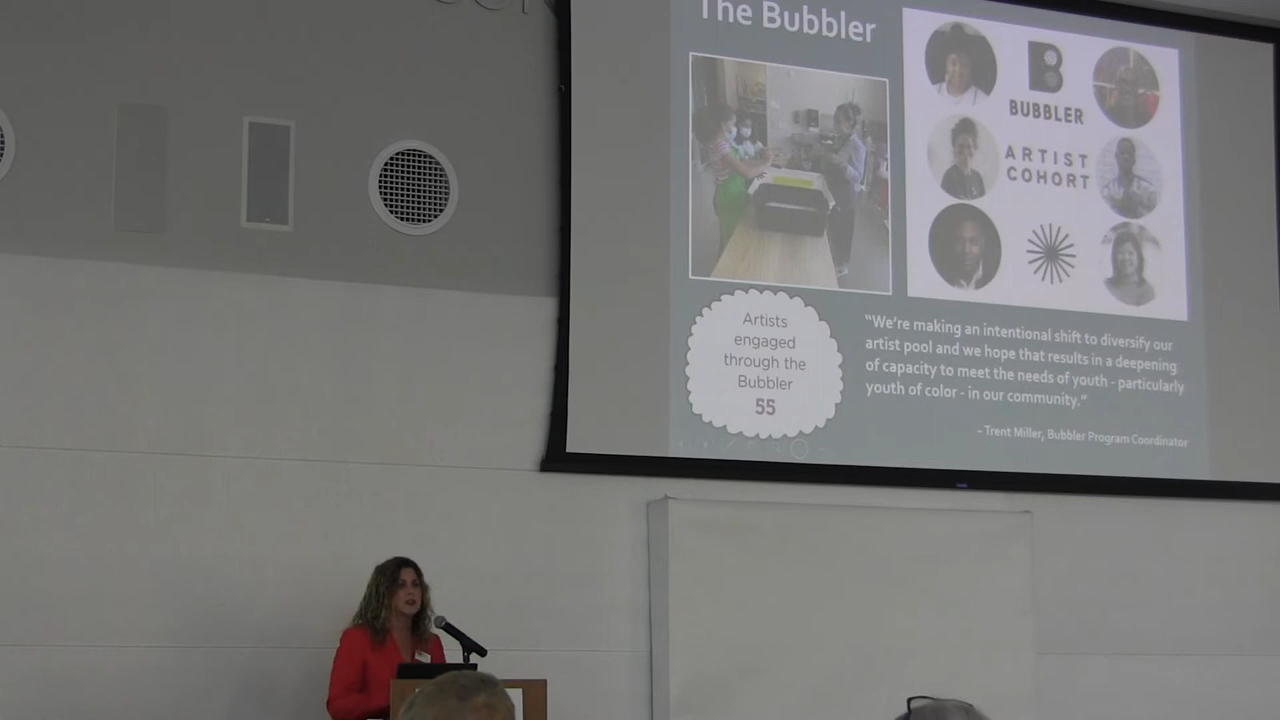 The Bubbler
B
BUBBLER
ARTIST
COHORT
Artists
engaged
through the
Bubbler
55
“We’re making an intentional shift to diversify our
artist pool and we hope that results in a deepening
of capacity to meet the needs of youth - particularly
youth of color - in our community.”
– Trent Miller, Bubbler Program Coordinator